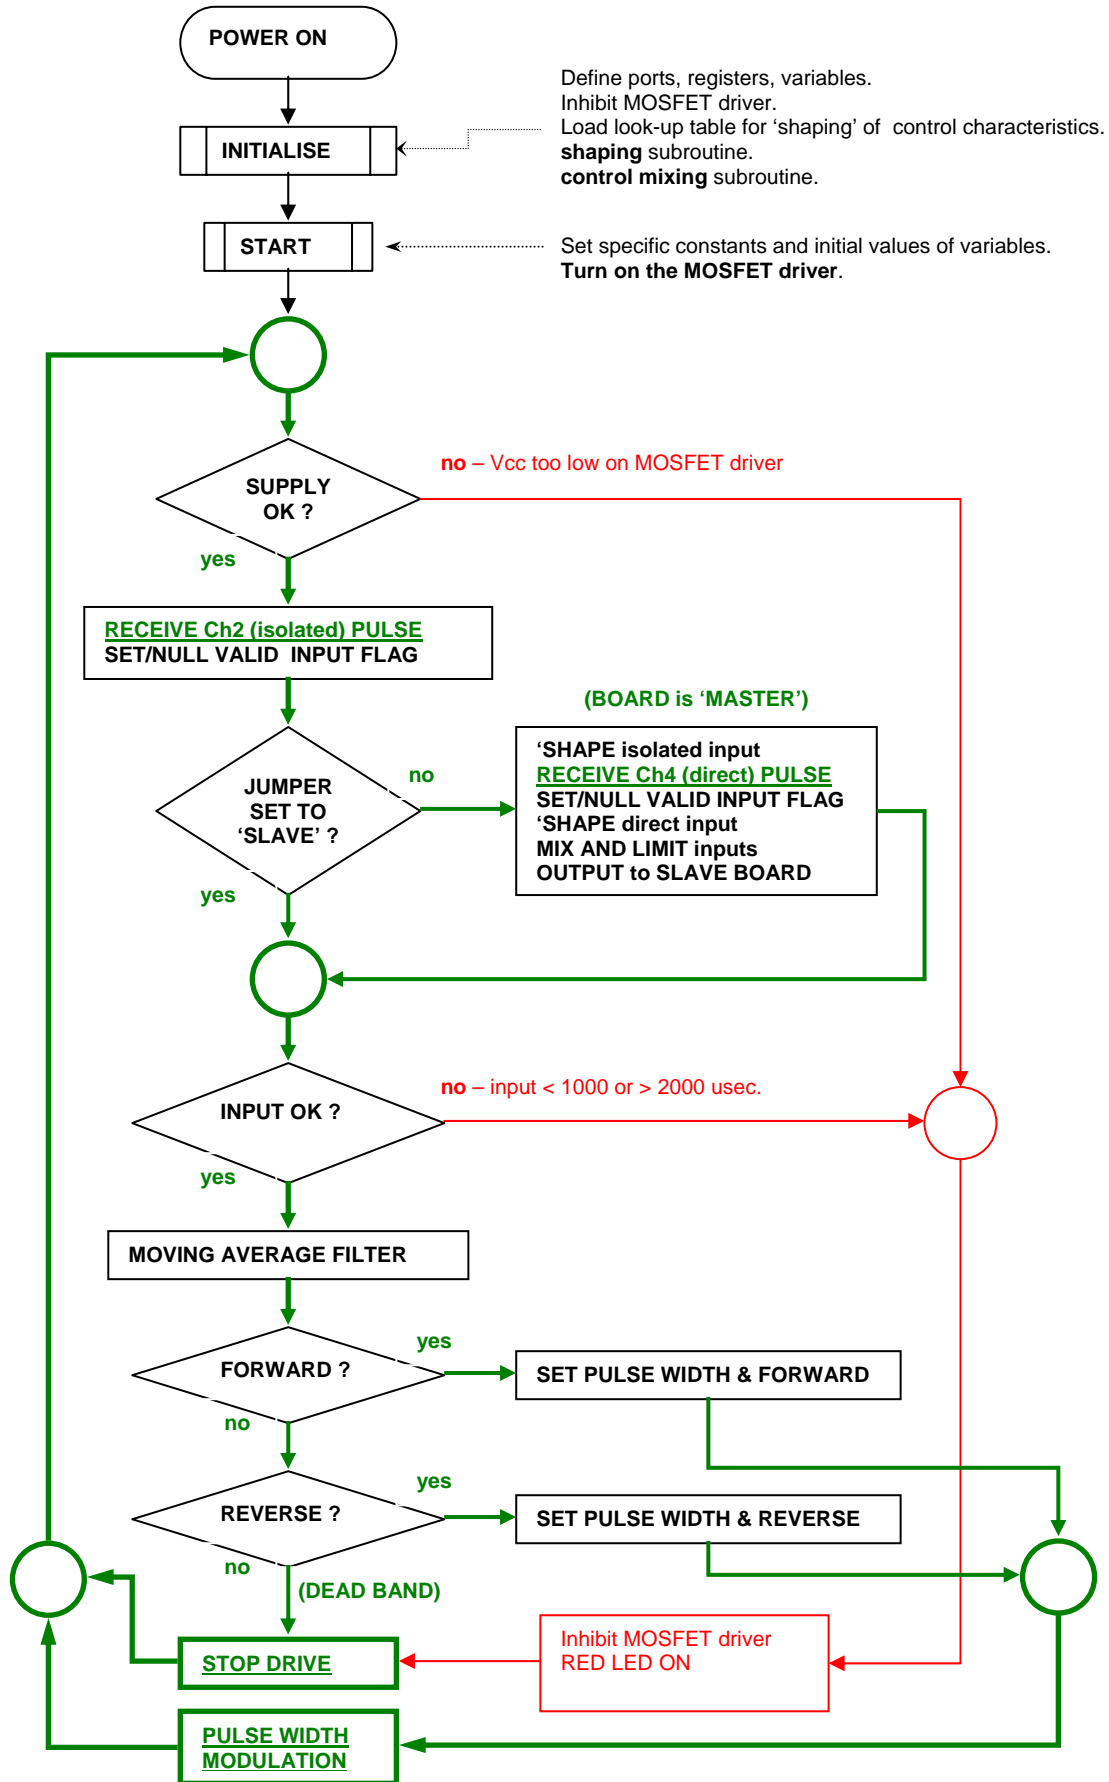 POWER ON
Define ports, registers, variables.
Inhibit MOSFET driver.
Load look-up table for ‘shaping’ of control characteristics.
shaping subroutine.
control mixing subroutine.
INITIALISE
START
Set specific constants and initial values of variables.
Turn on the MOSFET driver.
no – Vcc too low on MOSFET driver
SUPPLY
OK ?
yes
RECEIVE Ch2 (isolated) PULSE
SET/NULL VALID INPUT FLAG
(BOARD is ‘MASTER’)
JUMPER
SET TO
‘SLAVE’ ?
no
yes
‘SHAPE isolated input
RECEIVE Ch4 (direct) PULSE
SET/NULL VALID INPUT FLAG
‘SHAPE direct input
MIX AND LIMIT inputs
OUTPUT to SLAVE BOARD
no – input < 1000 or > 2000 usec.
INPUT OK ?
yes
MOVING AVERAGE FILTER
FORWARD ?
yes
SET PULSE WIDTH & FORWARD
no
REVERSE ?
yes
SET PULSE WIDTH & REVERSE
no
(DEAD BAND)
STOP DRIVE
Inhibit MOSFET driver
RED LED ON
PULSE WIDTH
MODULATION